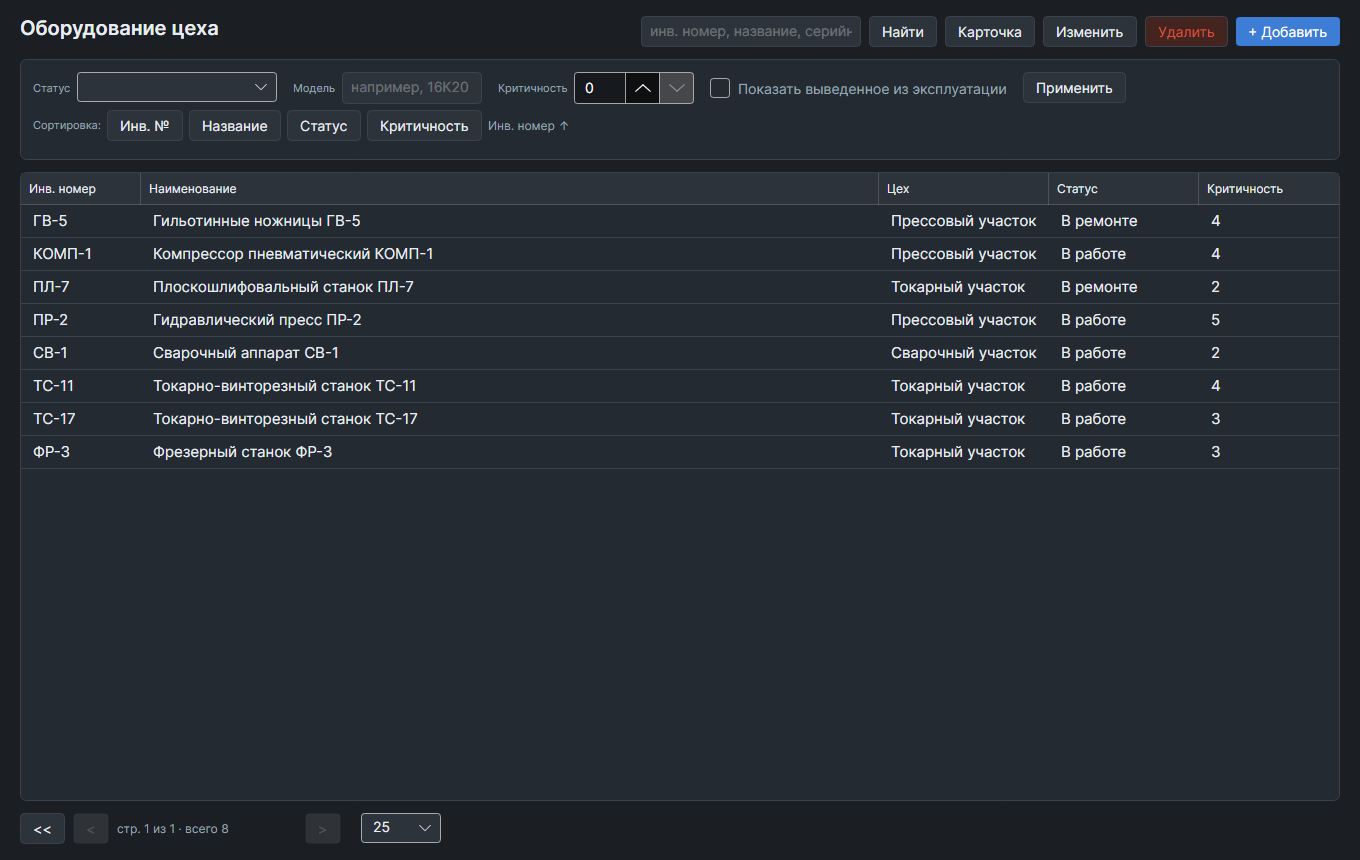 Оборудование цеха
инв. номер, название, серийн
Найти
Карточка
Изменить
Удалить
+ Добавить
Статус
Модель
например, 16К20
Критичность
0
Показать выведенное из эксплуатации
Применить
Сортировка:
Инв. №
Название
Статус
Критичность
Инв. номер ↑
Инв. номер Наименование Цех Статус Критичность
ГВ-5 Гильотинные ножницы ГВ-5 Прессовый участок В ремонте 4
КОМП-1 Компрессор пневматический КОМП-1 Прессовый участок В работе 4
ПЛ-7 Плоскошлифовальный станок ПЛ-7 Токарный участок В ремонте 2
ПР-2 Гидравлический пресс ПР-2 Прессовый участок В работе 5
СВ-1 Сварочный аппарат СВ-1 Сварочный участок В работе 2
ТС-11 Токарно-винторезный станок ТС-11 Токарный участок В работе 4
ТС-17 Токарно-винторезный станок ТС-17 Токарный участок В работе 3
ФР-3 Фрезерный станок ФР-3 Токарный участок В работе 3
<<
<
стр. 1 из 1 · всего 8
>
25